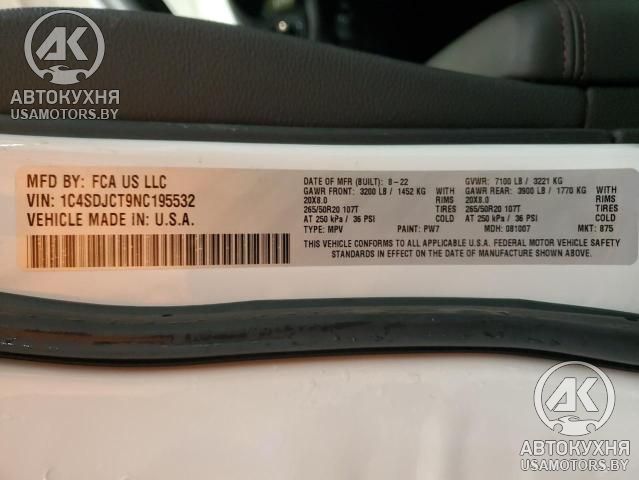 АК
АВТОКУХНЯ
USAMOTORS.BY
MFD BY: FCA US LLC
VIN: 1C4SDJCT9NC195532
VEHICLE MADE IN U.S.A.
DATE OF MFR (BUILT): 8-22 GVWR: 7100 LB / 3221 KG
GAWR FRONT: 3200 LB / 1452 KG WITH GAWR REAR: 3900 LB / 1770 KG WITH
20X8.0 RIMS 20X8.0 RIMS
265/50R20 107T TIRES 265/50R20 107T TIRES
AT 250 kPa / 36 PSI AT 250 kPa / 36 PSI
TYPE: MPV PAINT: PW7 MDH: 081007 MKT: 875
THIS VEHICLE CONFORMS TO ALL APPLICABLE U.S.A. FEDERAL MOTOR VEHICLE SAFETY
STANDARDS IN EFFECT ON THE DATE OF MANUFACTURE SHOWN ABOVE.
АК
АВТОКУХНЯ
USAMOTORS.BY